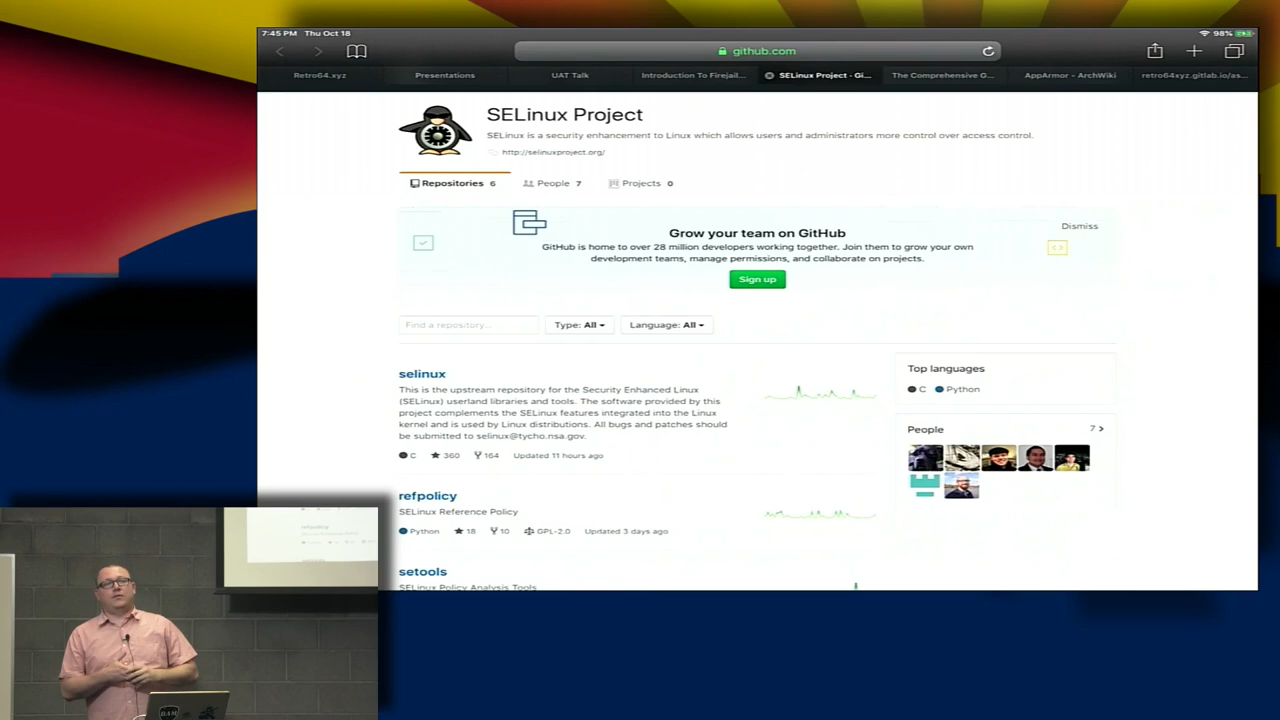 7:45 PM Thu Oct 18
98%
github.com
Retro64.xyz
Presentations
UAT Talk
Introduction To Firejail...
SELinux Project - Gi...
The Comprehensive G...
AppArmor – ArchWiki
retro64xyz.gitlab.io/as...
SELinux Project
SELinux is a security enhancement to Linux which allows users and administrators more control over access control.
http://selinuxproject.org/
Repositories 6
People 7
Projects 0
Grow your team on GitHub
Dismiss
GitHub is home to over 28 million developers working together. Join them to grow your own
development teams, manage permissions, and collaborate on projects.
Sign up
Find a repository...
Type: All
Language: All
selinux
This is the upstream repository for the Security Enhanced Linux
(SELinux) userland libraries and tools. The software provided by this
project complements the SELinux features integrated into the Linux
kernel and is used by Linux distributions. All bugs and patches should
be submitted to selinux@tycho.nsa.gov.
C 360 164 Updated 11 hours ago
Top languages
C Python
People 7 >
refpolicy
SELinux Reference Policy
Python 18 10 GPL-2.0 Updated 3 days ago
setools
SELinux Policy Analysis Tools